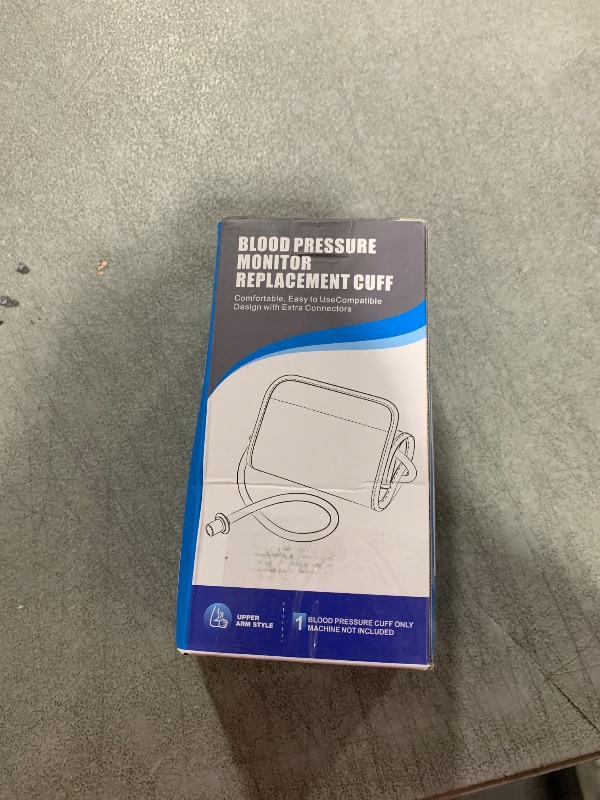 BLOOD PRESSURE
MONITOR
REPLACEMENT CUFF
Comfortable, Easy to UseCompatible
Design with Extra Connectors
UPPER
ARM STYLE
1
BLOOD PRESSURE CUFF ONLY
MACHINE NOT INCLUDED